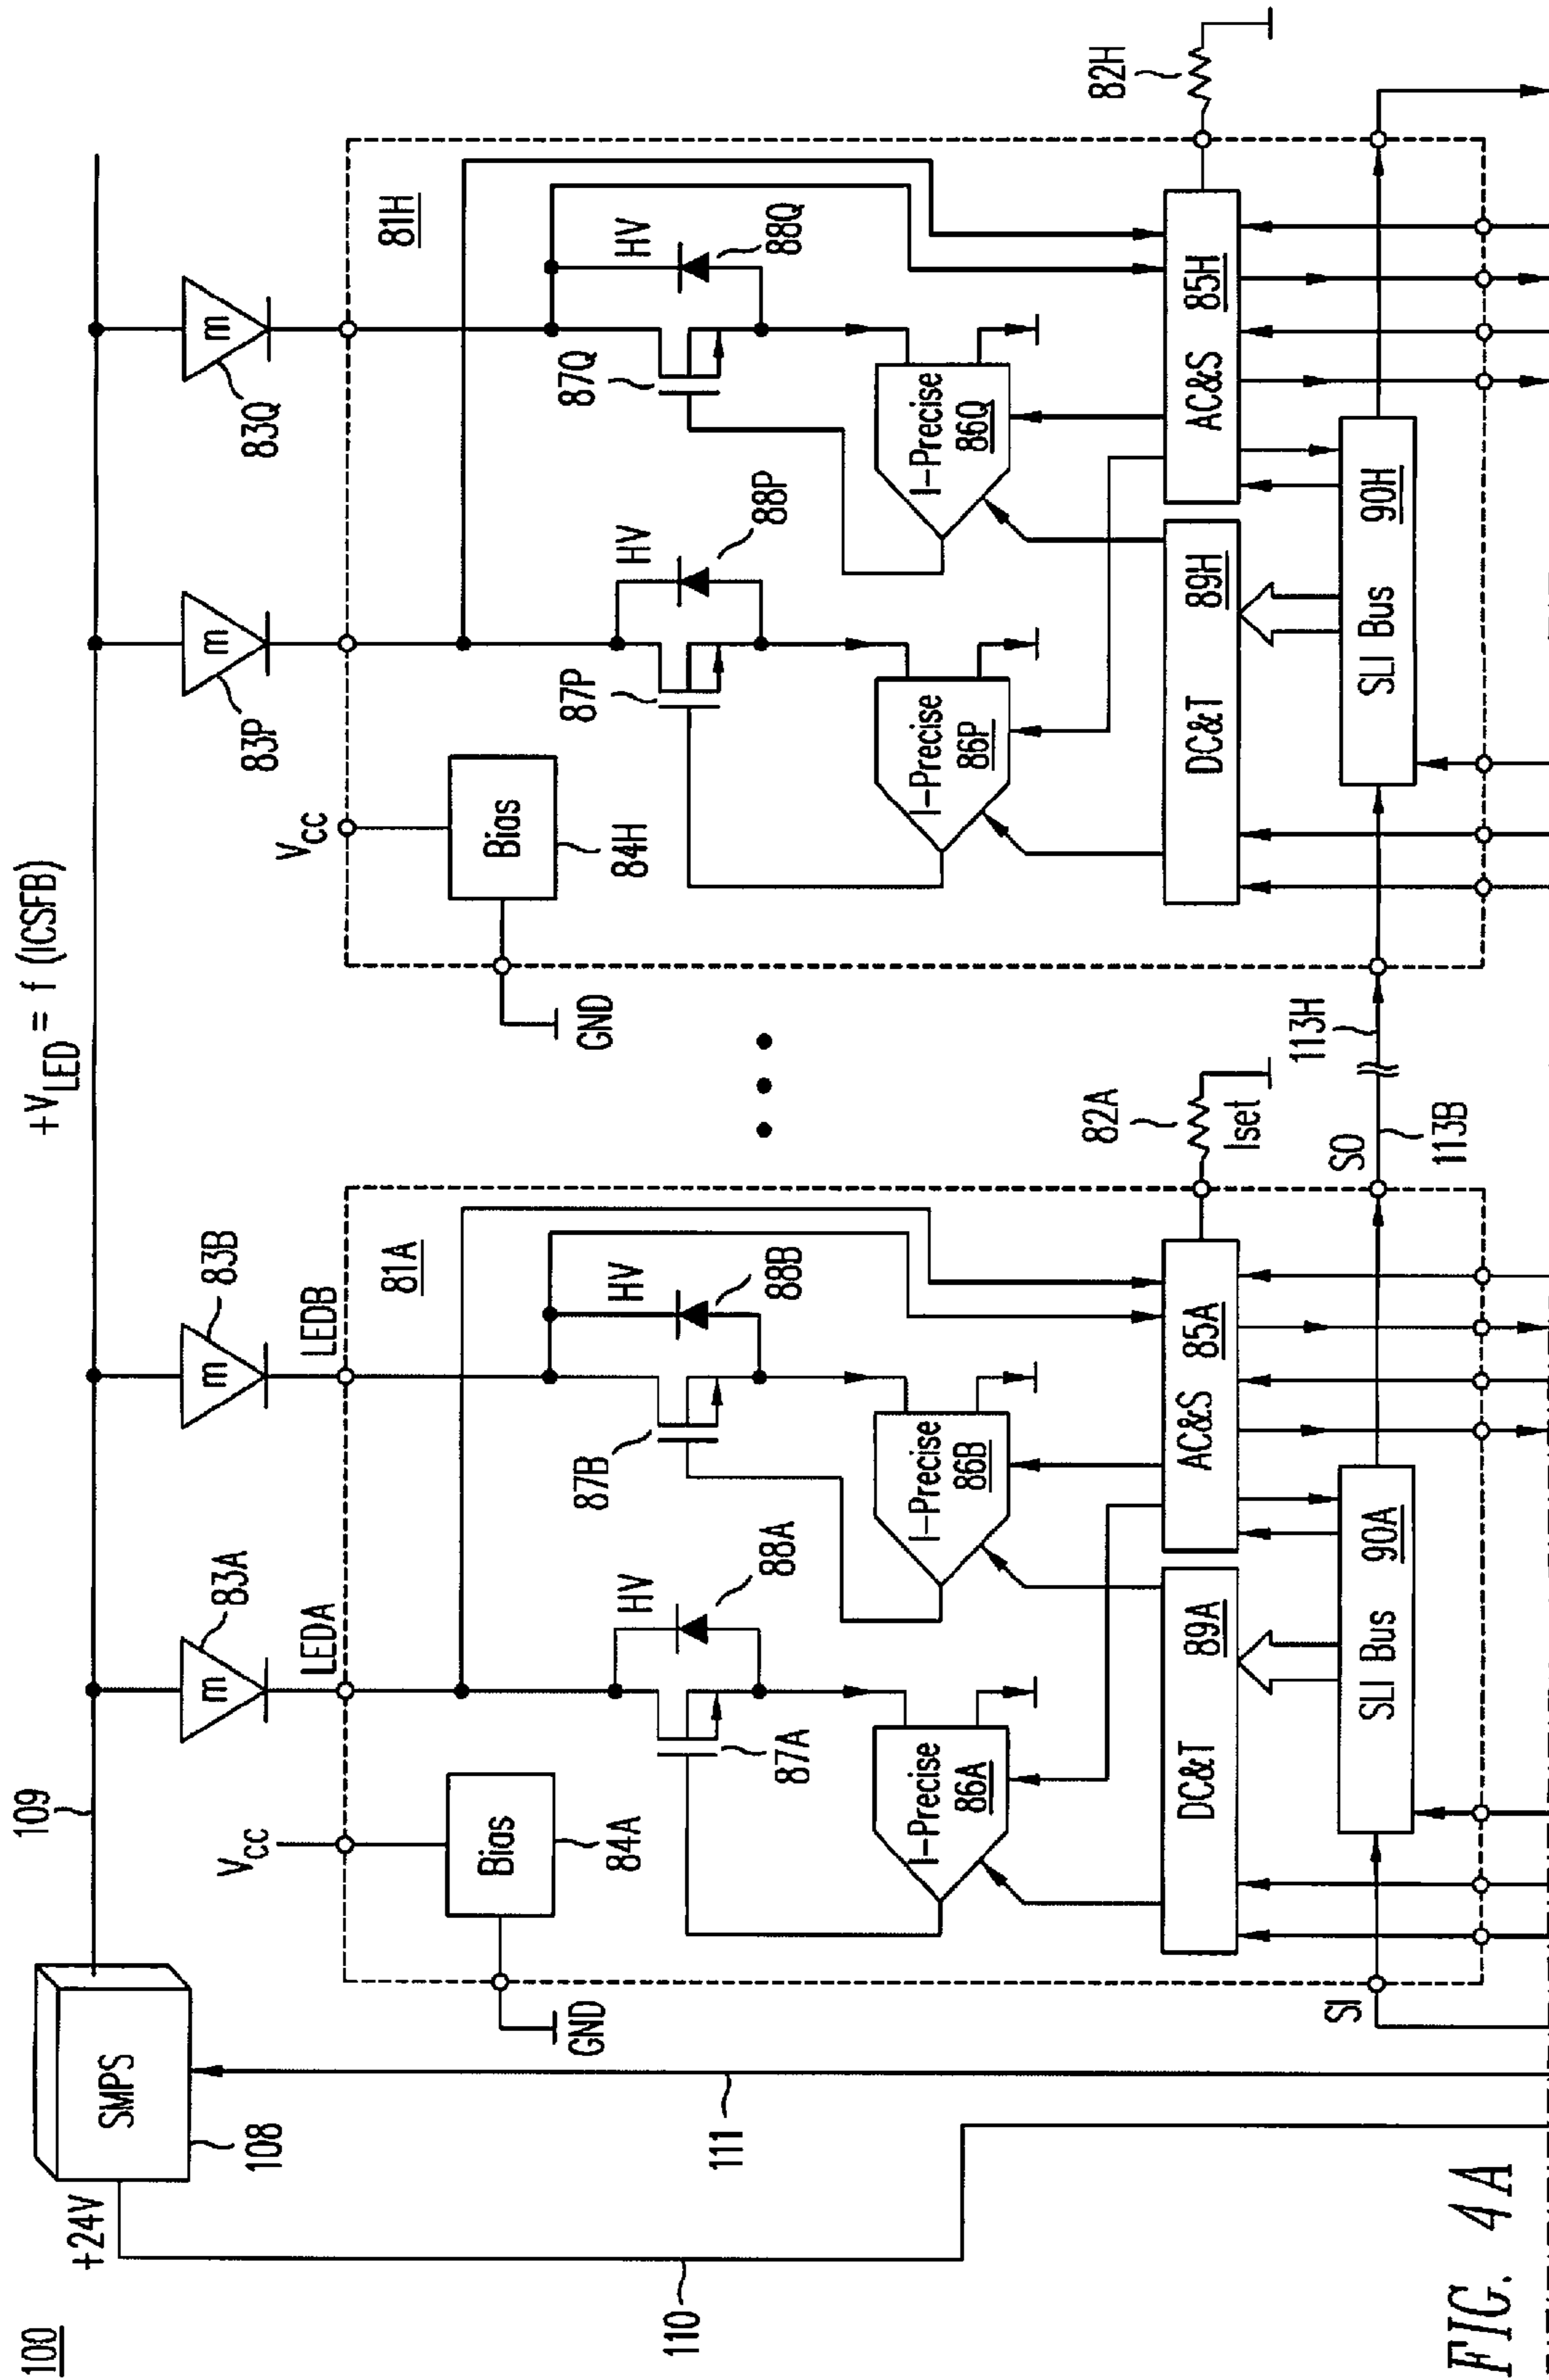 100
+24V
SMPS
108
109
+VLED = f (ICSFB)
110
111
83A
m
83B
m
83P
m
83Q
m
VCC
LEDA
LEDB
81A
Bias
84A
GND
HV
88A
87A
HV
88B
87B
I-Precise
86A
I-Precise
86B
DC&T 89A
AC&S 85A
82A
Iset
SLI Bus 90A
SI
SO
113B
113H
VCC
81H
Bias
84H
GND
HV
88P
87P
HV
88Q
87Q
I-Precise
86P
I-Precise
86Q
DC&T 89H
AC&S 85H
82H
SLI Bus 90H
FIG. 4A